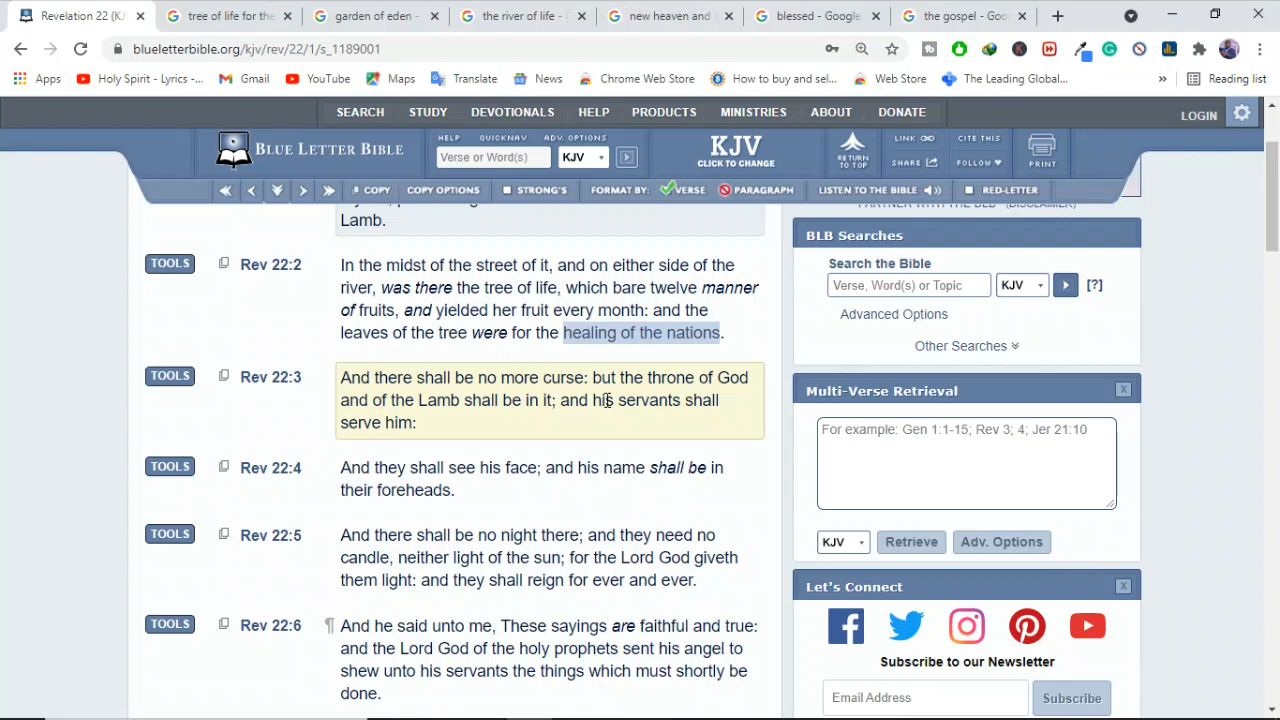 Revelation 22 (KJ
tree of life for the
garden of eden -
the river of life -
new heaven and
blessed - Google
the gospel - Goo
blueletterbible.org/kjv/rev/22/1/s_1189001
Apps
Holy Spirit - Lyrics -...
Gmail
YouTube
Maps
Translate
News
Chrome Web Store
How to buy and sel...
Web Store
The Leading Global...
»
Reading list
SEARCH
STUDY
DEVOTIONALS
HELP
PRODUCTS
MINISTRIES
ABOUT
DONATE
LOGIN
BLUE LETTER BIBLE
HELP QUICKNAV ADV. OPTIONS
Verse or Word(s)
KJV
KJV
CLICK TO CHANGE
RETURN
TO TOP
LINK
CITE THIS
SHARE
FOLLOW
PRINT
COPY
COPY OPTIONS
STRONG'S
FORMAT BY:
VERSE
PARAGRAPH
LISTEN TO THE BIBLE
RED-LETTER
Lamb.
TOOLS
Rev 22:2
In the midst of the street of it, and on either side of the
river, was there the tree of life, which bare twelve manner
of fruits, and yielded her fruit every month: and the
leaves of the tree were for the healing of the nations.
TOOLS
Rev 22:3
And there shall be no more curse: but the throne of God
and of the Lamb shall be in it; and his servants shall
serve him:
TOOLS
Rev 22:4
And they shall see his face; and his name shall be in
their foreheads.
TOOLS
Rev 22:5
And there shall be no night there; and they need no
candle, neither light of the sun; for the Lord God giveth
them light: and they shall reign for ever and ever.
TOOLS
Rev 22:6
¶ And he said unto me, These sayings are faithful and true:
and the Lord God of the holy prophets sent his angel to
shew unto his servants the things which must shortly be
done.
PARTNER WITH THE BLB (DISCLAIMER)
BLB Searches
Search the Bible
Verse, Word(s) or Topic
KJV
[?]
Advanced Options
Other Searches
Multi-Verse Retrieval
X
For example: Gen 1:1-15; Rev 3; 4; Jer 21:10
KJV
Retrieve
Adv. Options
Let's Connect
X
Subscribe to our Newsletter
Email Address
Subscribe